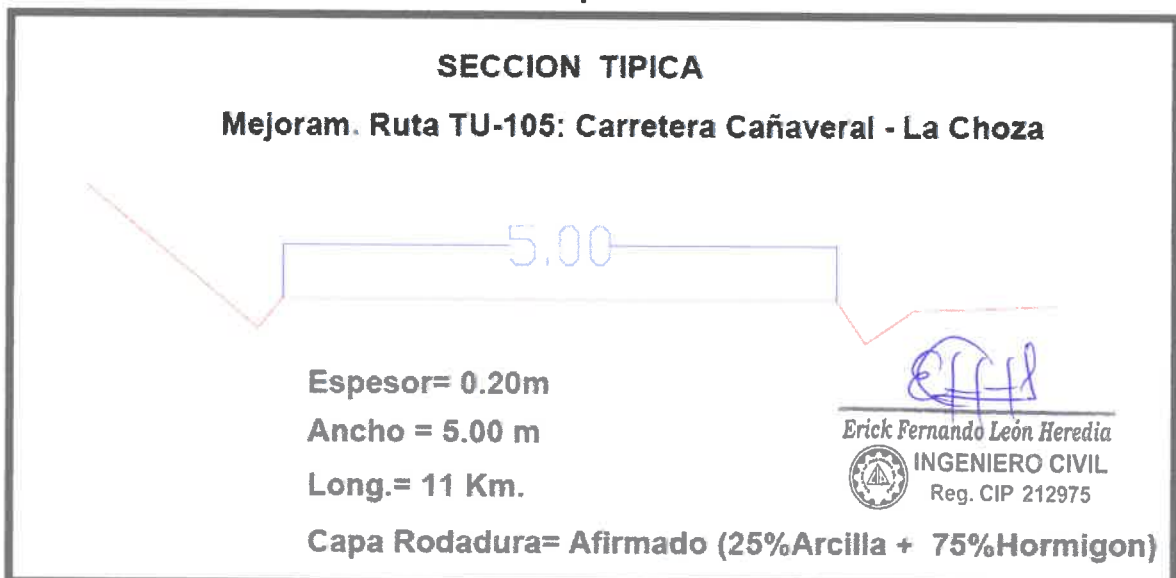 SECCION TIPICA
Mejoram. Ruta TU-105: Carretera Cañaveral - La Choza
5.00
Espesor= 0.20m
Ancho = 5.00 m
Long.= 11 Km.
Capa Rodadura= Afirmado (25%Arcilla + 75%Hormigon)
Erick Fernando León Heredia
INGENIERO CIVIL
Reg. CIP 212975